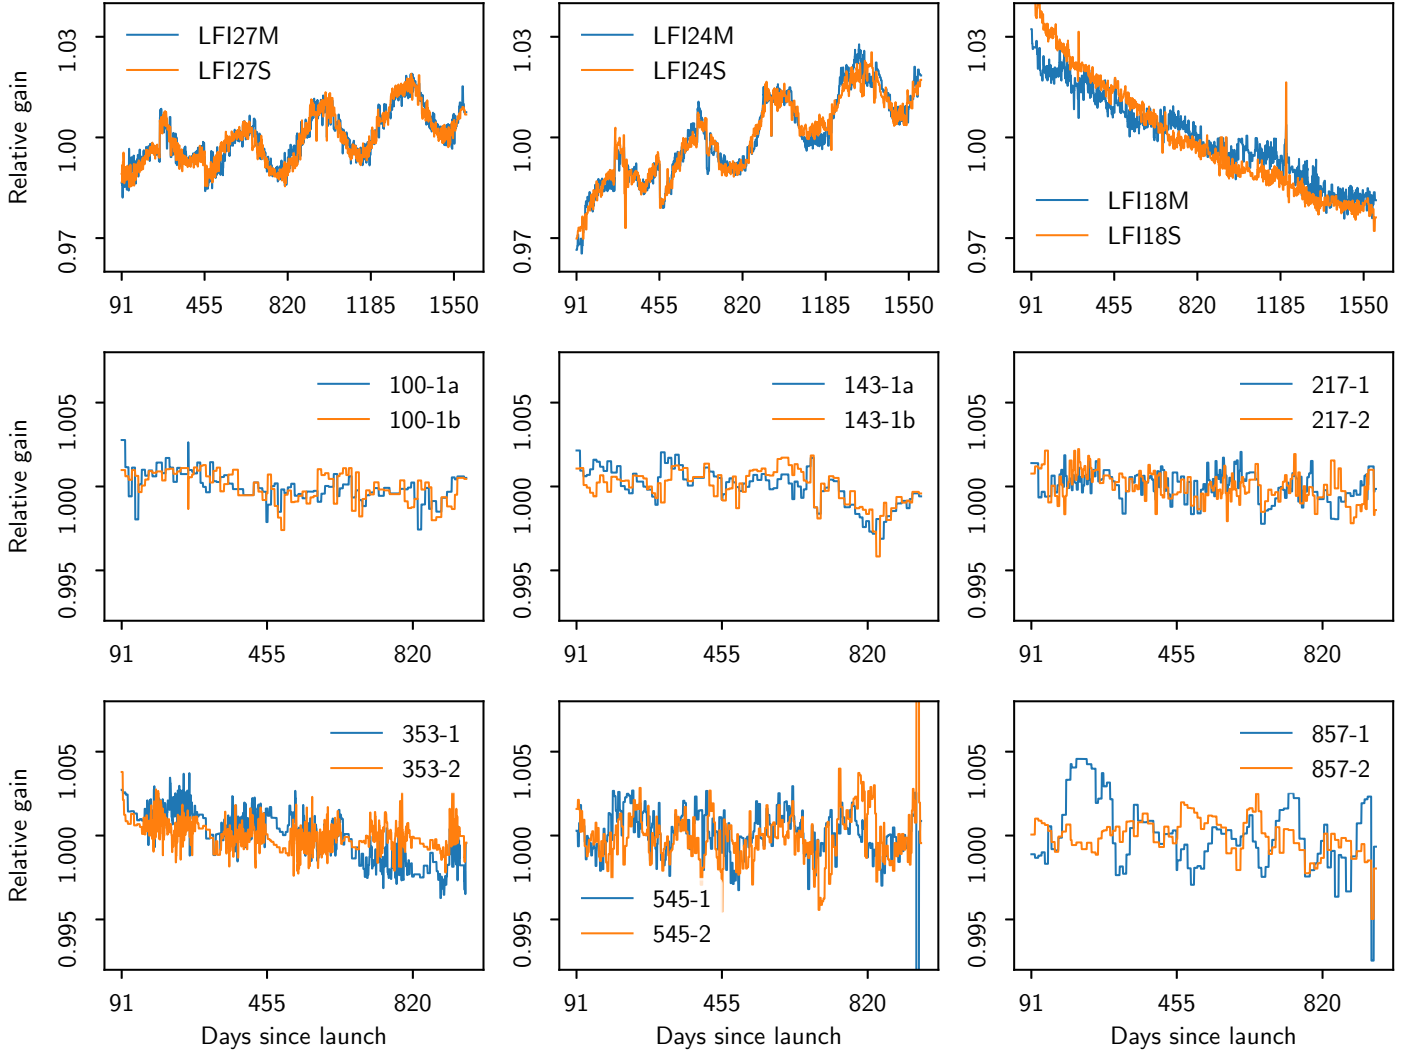 Relative gain
1.03
1.00
0.97
LFI27M
LFI27S
91 455 820 1185 1550
1.03
1.00
0.97
LFI24M
LFI24S
91 455 820 1185 1550
1.03
1.00
0.97
LFI18M
LFI18S
91 455 820 1185 1550
Relative gain
1.005
1.000
0.995
100-1a
100-1b
91 455 820
1.005
1.000
0.995
143-1a
143-1b
91 455 820
1.005
1.000
0.995
217-1
217-2
91 455 820
Relative gain
1.005
1.000
0.995
353-1
353-2
91 455 820
Days since launch
1.005
1.000
0.995
545-1
545-2
91 455 820
Days since launch
1.005
1.000
0.995
857-1
857-2
91 455 820
Days since launch